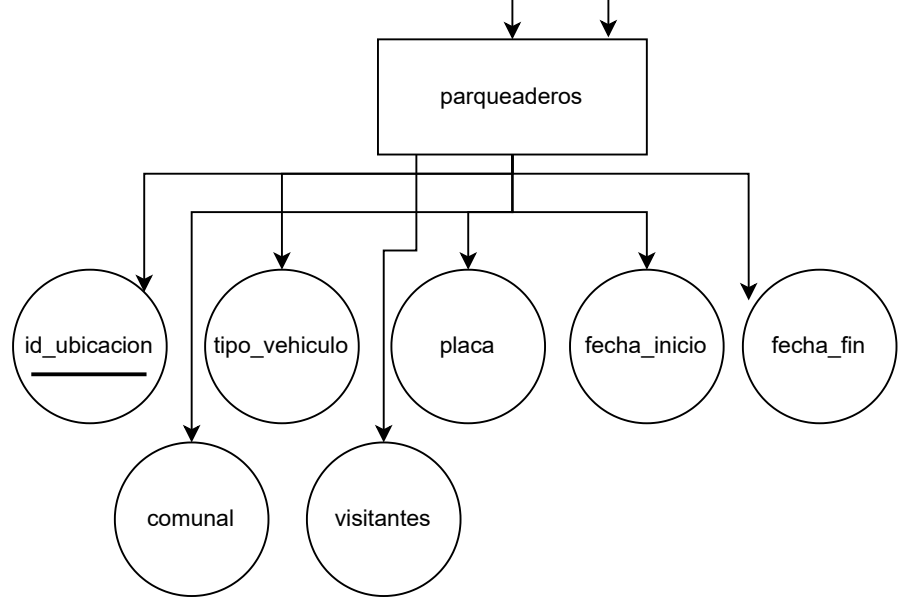 parqueaderos
id_ubicacion
tipo_vehiculo
placa
fecha_inicio
fecha_fin
comunal
visitantes